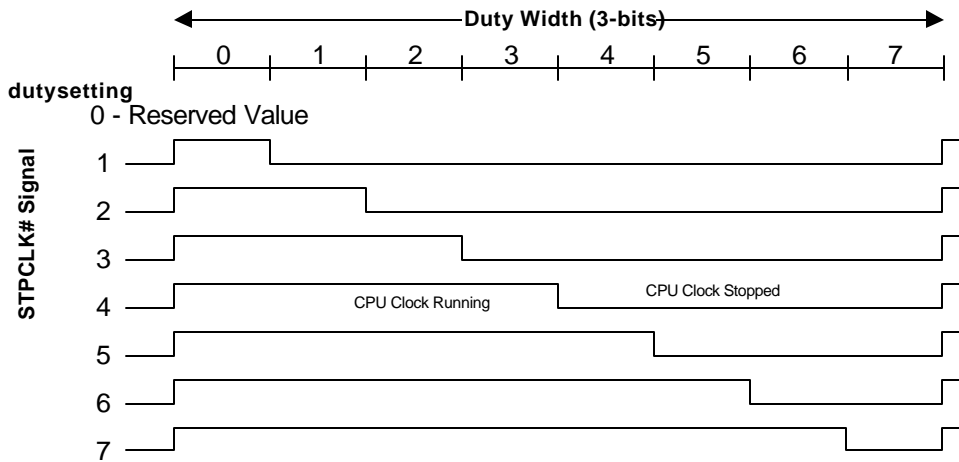 Duty Width (3-bits)
0 1 2 3 4 5 6 7
dutysetting
0 - Reserved Value
STPCLK# Signal
1
2
3
4
CPU Clock Running
CPU Clock Stopped
5
6
7